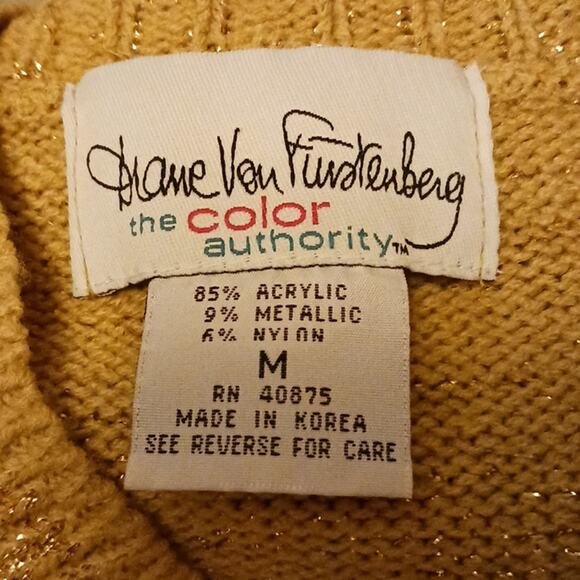 Diane Von Fürstenberg
the color
authority™
85% ACRYLIC
9% METALLIC
6% NYLON
M
RN 40875
MADE IN KOREA
SEE REVERSE FOR CARE